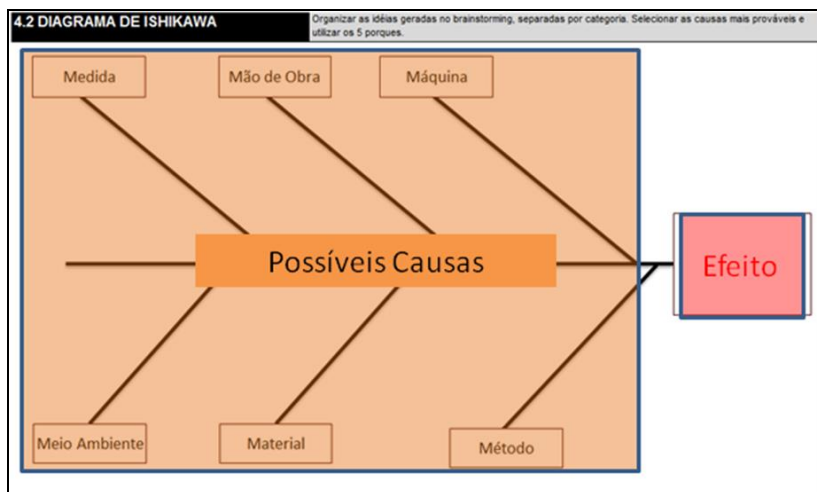 4.2 DIAGRAMA DE ISHIKAWA
Organizar as idéias geradas no brainstorming, separadas por categoria. Selecionar as causas mais prováveis e
utilizar os 5 porques.
Medida
Mão de Obra
Máquina
Possíveis Causas
Efeito
Meio Ambiente
Material
Método